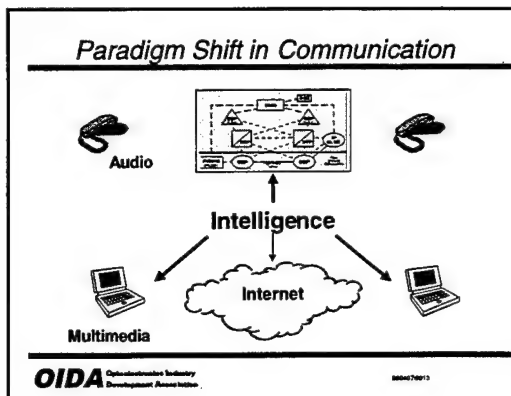 Paradigm Shift in Communication
Audio
Intelligence
Internet
Multimedia
OIDA Optoelectronics Industry
Development Association